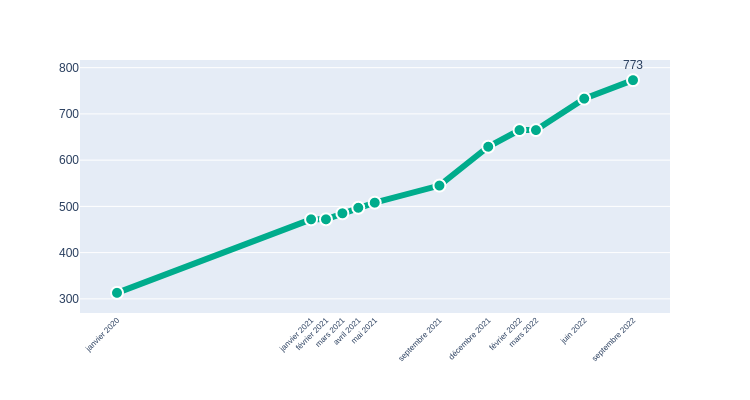 773
800
700
600
500
400
300
janvier 2020
janvier 2021
février 2021
mars 2021
avril 2021
mai 2021
septembre 2021
décembre 2021
février 2022
mars 2022
juin 2022
septembre 2022